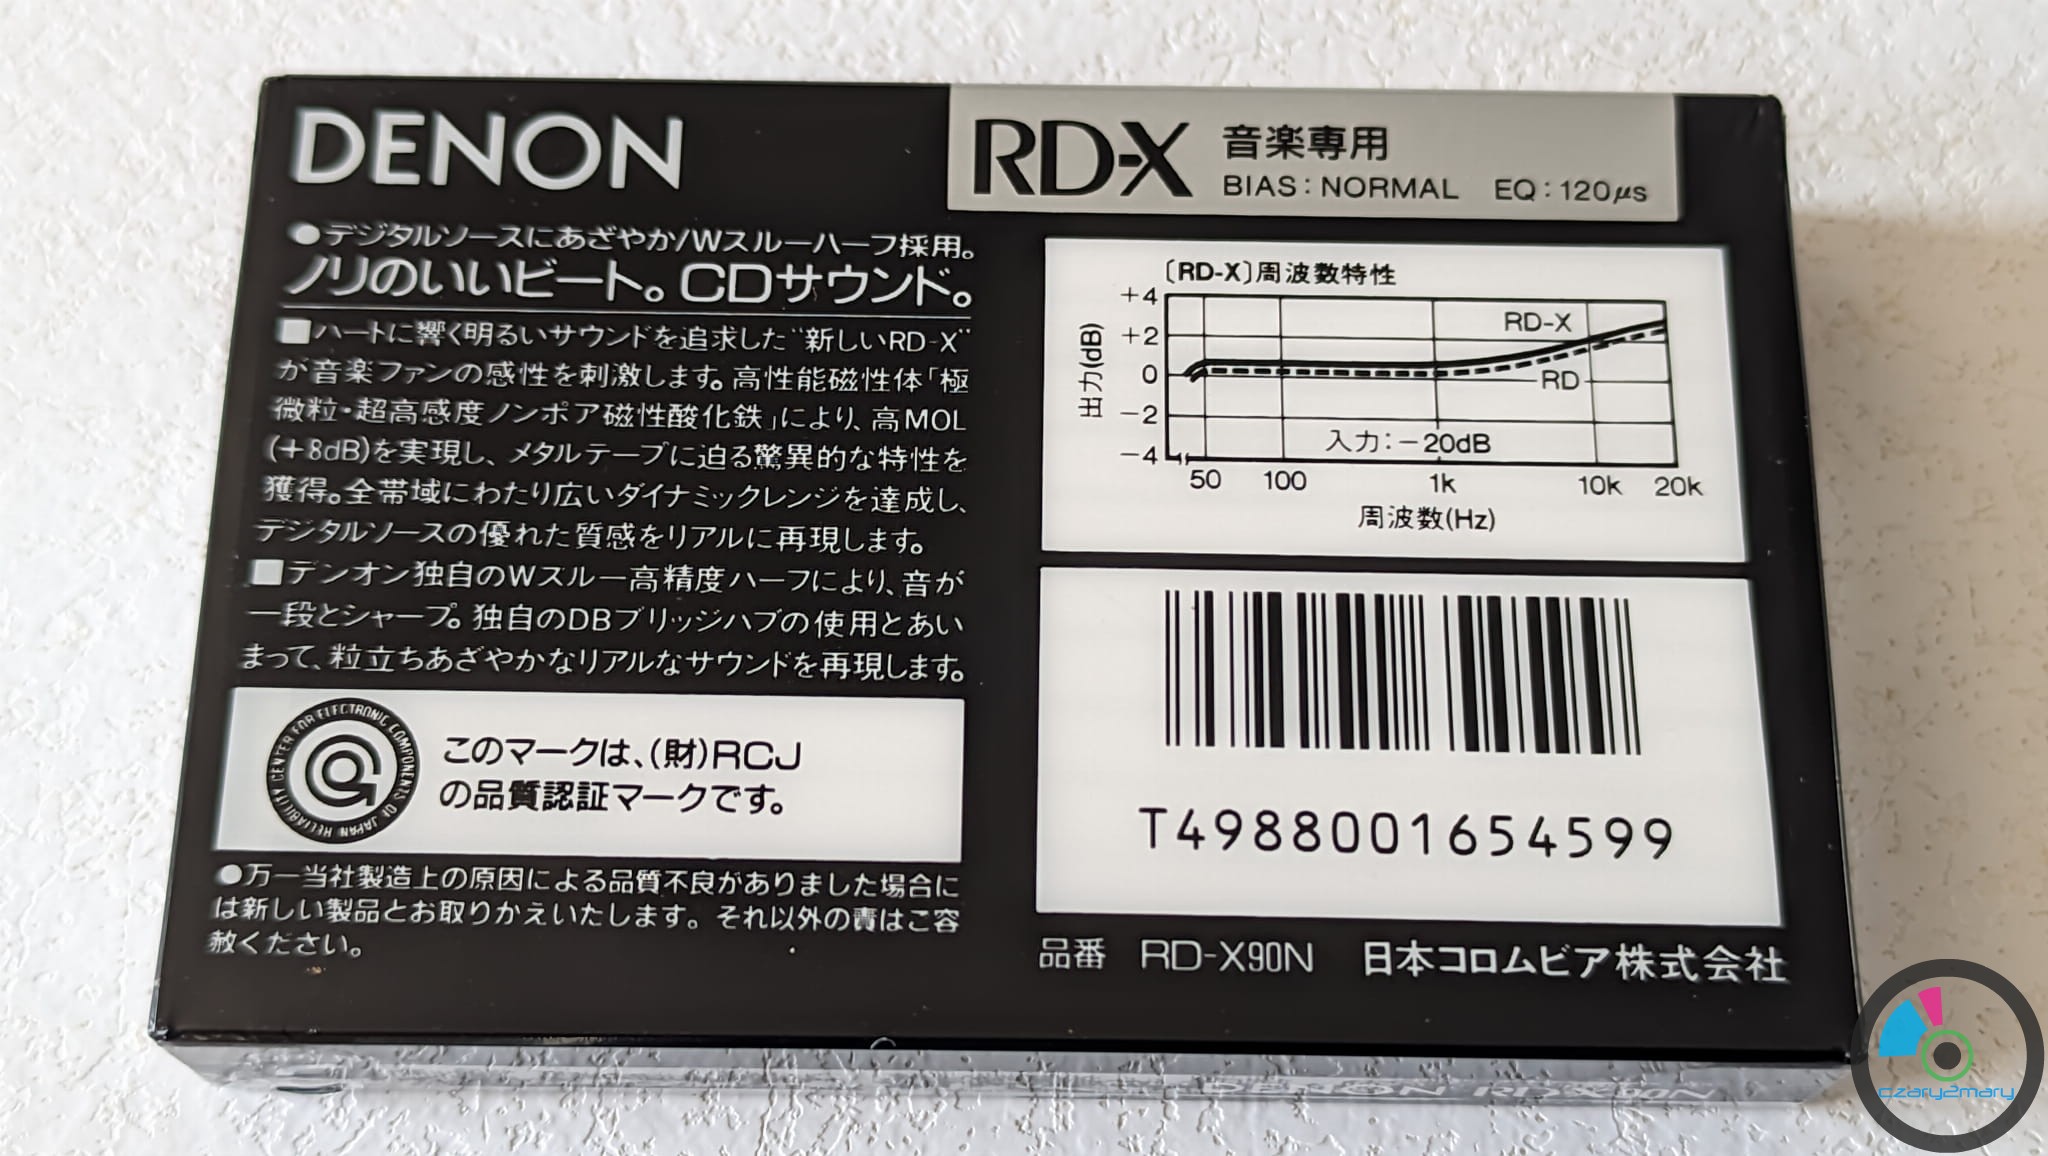 DENON
RD-X 音楽専用
BIAS:NORMAL EQ:120μs
●デジタルソースにあざやか/Wスルーハーフ採用。
ノリのいいビート。CDサウンド。
■ハートに響く明るいサウンドを追求した“新しいRD-X”
が音楽ファンの感性を刺激します。高性能磁性体「極
微粒・超高感度ノンポア磁性酸化鉄」により、高MOL
(+8dB)を実現し、メタルテープに迫る驚異的な特性を
獲得。全帯域にわたり広いダイナミックレンジを達成し、
デジタルソースの優れた質感をリアルに再現します。
■デンオン独自のWスルー高精度ハーフにより、音が
一段とシャープ。独自のDBブリッジハブの使用とあい
まって、粒立ちあざやかなリアルなサウンドを再現します。
RELIABILITY CENTER FOR ELECTRONIC COMPONENTS OF JAPAN
このマークは、(財)RCJ
の品質認証マークです。
●万一当社製造上の原因による品質不良がありました場合に
は新しい製品とお取りかえいたします。それ以外の責はご容
赦ください。
〔RD-X〕周波数特性
出力(dB)
+4
+2
0
-2
-4
RD-X
RD
入力:-20dB
50 100 1k 10k 20k
周波数(Hz)
T4988001654599
品番 RD-X90N 日本コロムビア株式会社
DENON RD-X90N
czary2mary